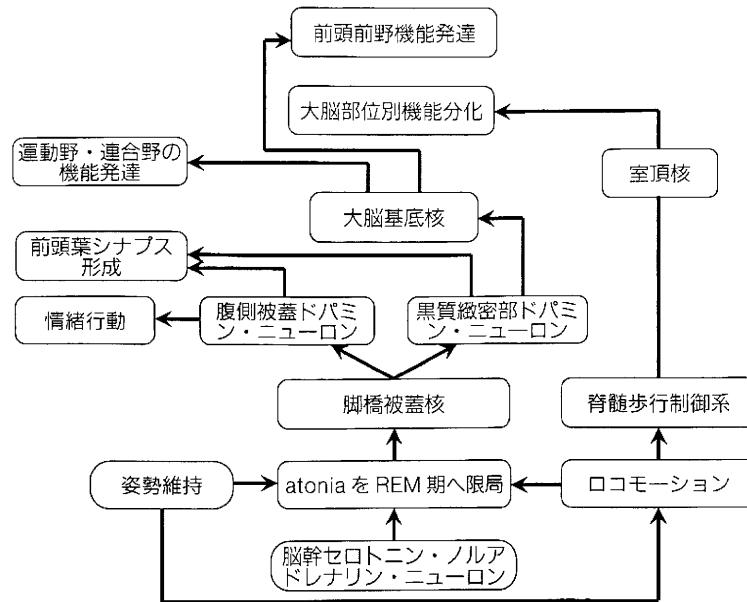 前頭前野機能発達
大脳部位別機能分化
運動野・連合野の
機能発達
室頂核
大脳基底核
前頭葉シナプス
形成
情緒行動
腹側被蓋ドパミ
ン・ニューロン
黒質緻密部ドパミ
ン・ニューロン
脚橋被蓋核
脊髄歩行制御系
姿勢維持
atoniaをREM期へ限局
ロコモーション
脳幹セロトニン・ノルア
ドレナリン・ニューロン